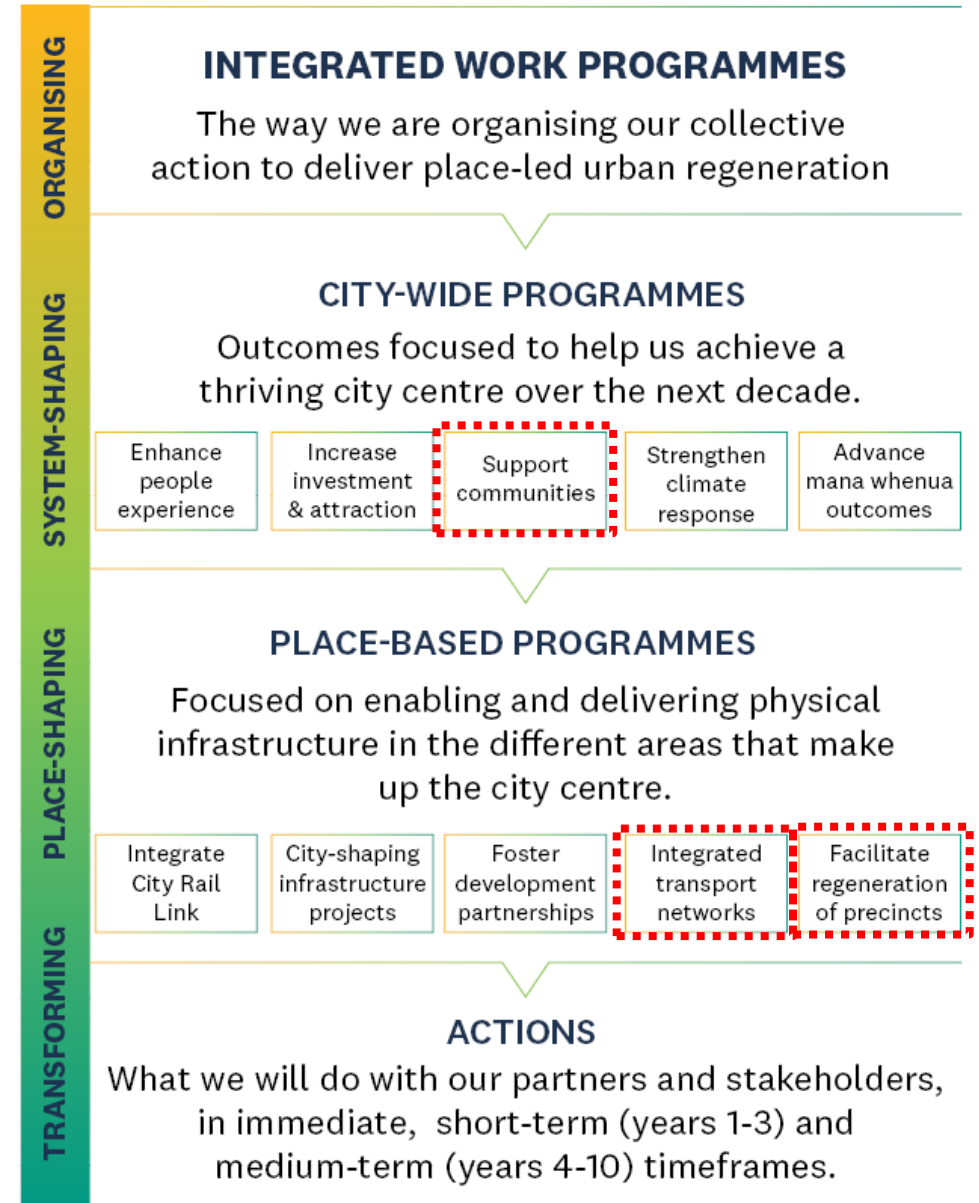 ORGANISING
INTEGRATED WORK PROGRAMMES
The way we are organising our collective
action to deliver place-led urban regeneration
SYSTEM-SHAPING
CITY-WIDE PROGRAMMES
Outcomes focused to help us achieve a
thriving city centre over the next decade.
Enhance
people
experience
Increase
investment
& attraction
Support
communities
Strengthen
climate
response
Advance
mana whenua
outcomes
PLACE-SHAPING
PLACE-BASED PROGRAMMES
Focused on enabling and delivering physical
infrastructure in the different areas that make
up the city centre.
Integrate
City Rail
Link
City-shaping
infrastructure
projects
Foster
development
partnerships
Integrated
transport
networks
Facilitate
regeneration
of precincts
TRANSFORMING
ACTIONS
What we will do with our partners and stakeholders,
in immediate, short-term (years 1-3) and
medium-term (years 4-10) timeframes.